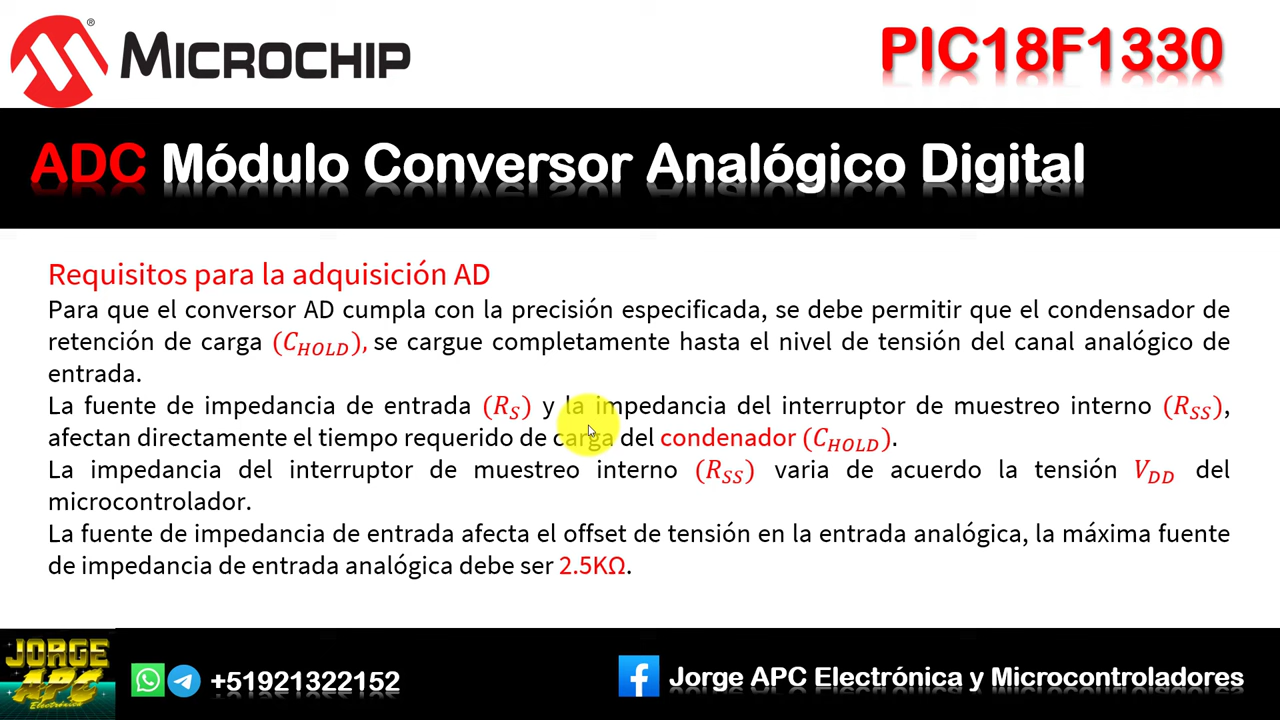 MICROCHIP
PIC18F1330
ADC Módulo Conversor Analógico Digital
Requisitos para la adquisición AD
Para que el conversor AD cumpla con la precisión especificada, se debe permitir que el condensador de
retención de carga (C_HOLD), se cargue completamente hasta el nivel de tensión del canal analógico de
entrada.
La fuente de impedancia de entrada (R_S) y la impedancia del interruptor de muestreo interno (R_SS),
afectan directamente el tiempo requerido de carga del condenador (C_HOLD).
La impedancia del interruptor de muestreo interno (R_SS) varia de acuerdo la tensión V_DD del
microcontrolador.
La fuente de impedancia de entrada afecta el offset de tensión en la entrada analógica, la máxima fuente
de impedancia de entrada analógica debe ser 2.5KΩ.
JORGE
APC
Electrónica
+51921322152
Jorge APC Electrónica y Microcontroladores